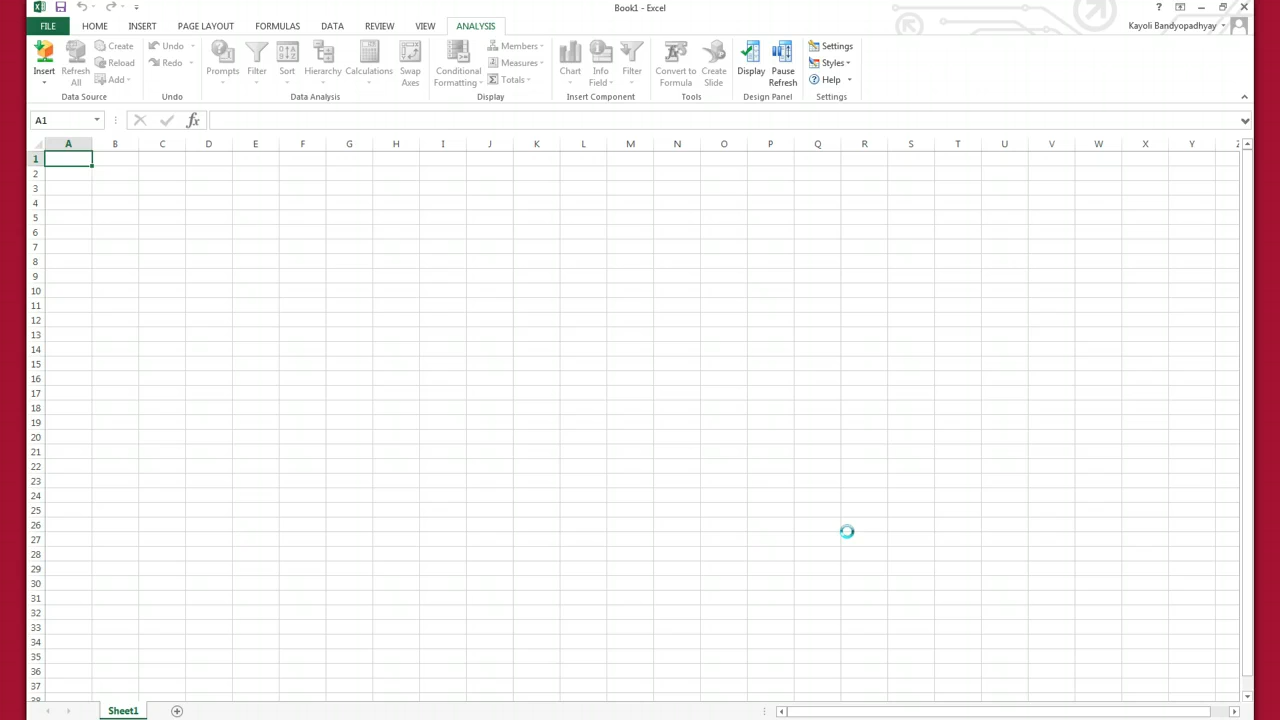 Book1 - Excel
?
FILE HOME INSERT PAGE LAYOUT FORMULAS DATA REVIEW VIEW ANALYSIS
Kayoli Bandyopadhyay
Insert
Refresh All
Create
Reload
Add
Data Source
Undo
Redo
Undo
Prompts
Filter
Sort
Hierarchy
Calculations
Swap Axes
Data Analysis
Conditional Formatting
Members
Measures
Totals
Display
Chart
Info Field
Filter
Insert Component
Convert to Formula
Create Slide
Tools
Display
Pause Refresh
Design Panel
Settings
Styles
Help
Settings
A1
fx
A B C D E F G H I J K L M N O P Q R S T U V W X Y Z
1
2
3
4
5
6
7
8
9
10
11
12
13
14
15
16
17
18
19
20
21
22
23
24
25
26
27
28
29
30
31
32
33
34
35
36
37
38
Sheet1